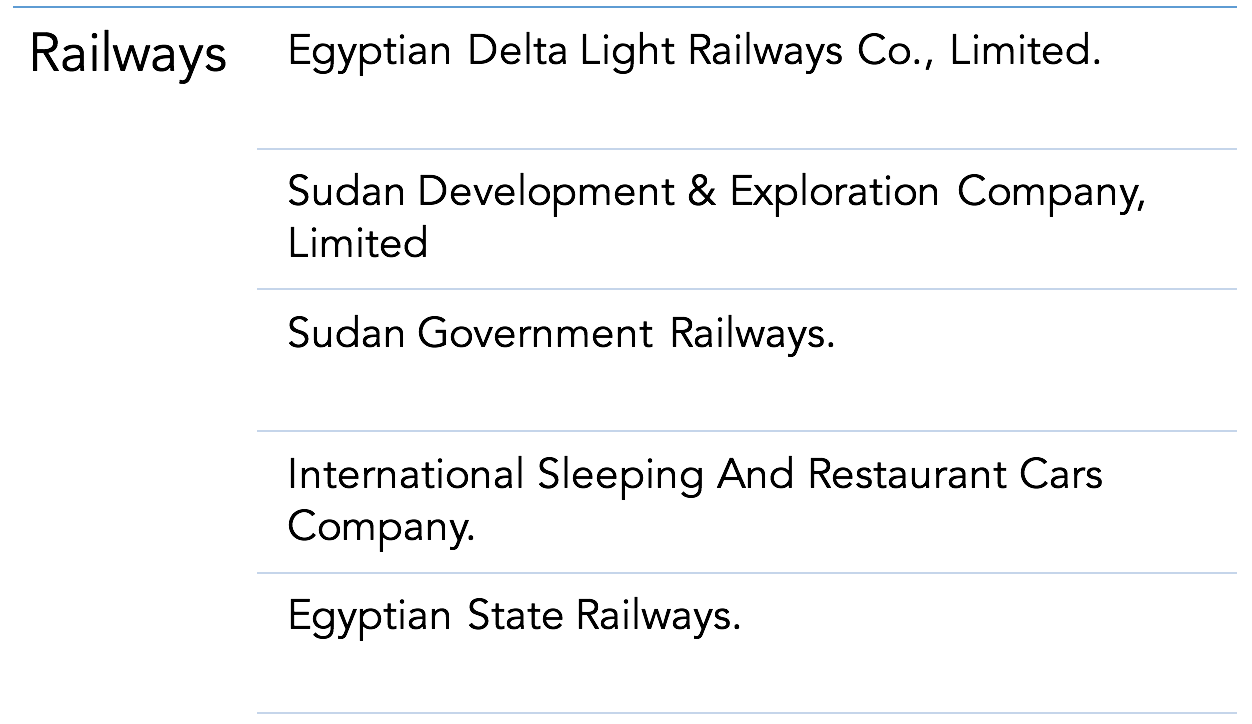 Railways
Egyptian Delta Light Railways Co., Limited.
Sudan Development & Exploration Company,
Limited
Sudan Government Railways.
International Sleeping And Restaurant Cars
Company.
Egyptian State Railways.